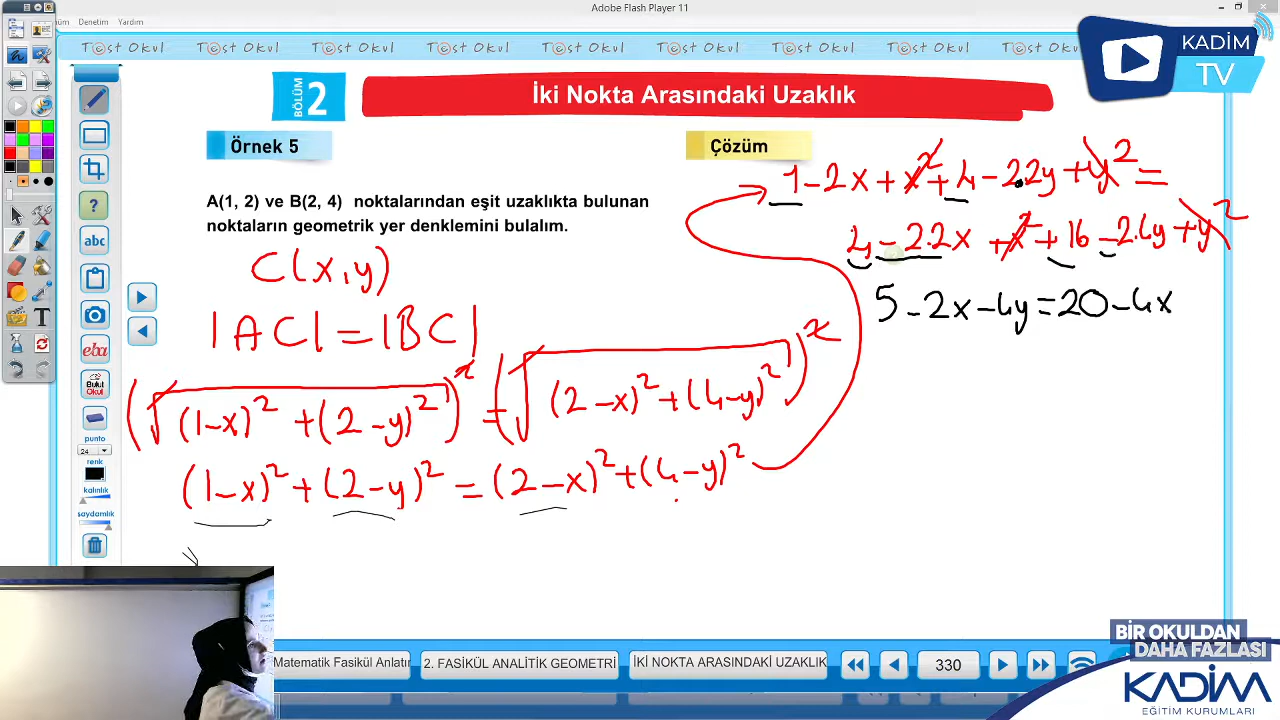 Adobe Flash Player 11
Denetim Yardım
Test Okul Test Okul Test Okul Test Okul Test Okul Test Okul Test Okul Test Okul Test Okul
KADİM
TV
BÖLÜM 2
İki Nokta Arasındaki Uzaklık
Örnek 5
A(1, 2) ve B(2, 4) noktalarından eşit uzaklıkta bulunan
noktaların geometrik yer denklemini bulalım.
C(x,y)
|AC|=|BC|
(√(1-x)²+(2-y)²)² = (√(2-x)²+(4-y)²)²
(1-x)²+(2-y)²=(2-x)²+(4-y)²
Çözüm
1-2x+x²+4-2.2y+y²=
4-2.2x+x²+16-2.4y+y²
5-2x-4y=20-4x
abc
eba
Bulut
Okul
punto
24
renk
kalınlık
saydamlık
Matematik Fasikül Anlatır
2. FASİKÜL ANALİTİK GEOMETRİ
İKİ NOKTA ARASINDAKİ UZAKLIK
330
BİR OKULDAN
DAHA FAZLASI
KADİM
EĞİTİM KURUMLARI